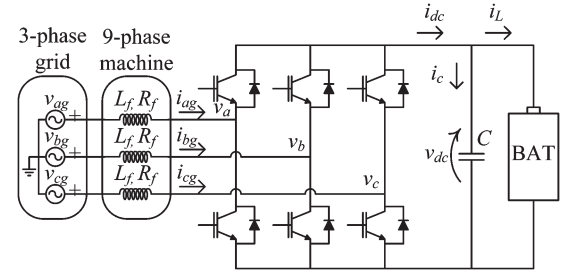 3-phase grid
9-phase machine
i_dc
i_L
v_ag
L_f, R_f
i_ag
v_a
i_c
v_bg
L_f, R_f
i_bg
v_b
v_dc
C
BAT
v_cg
L_f, R_f
i_cg
v_c
+
+
+